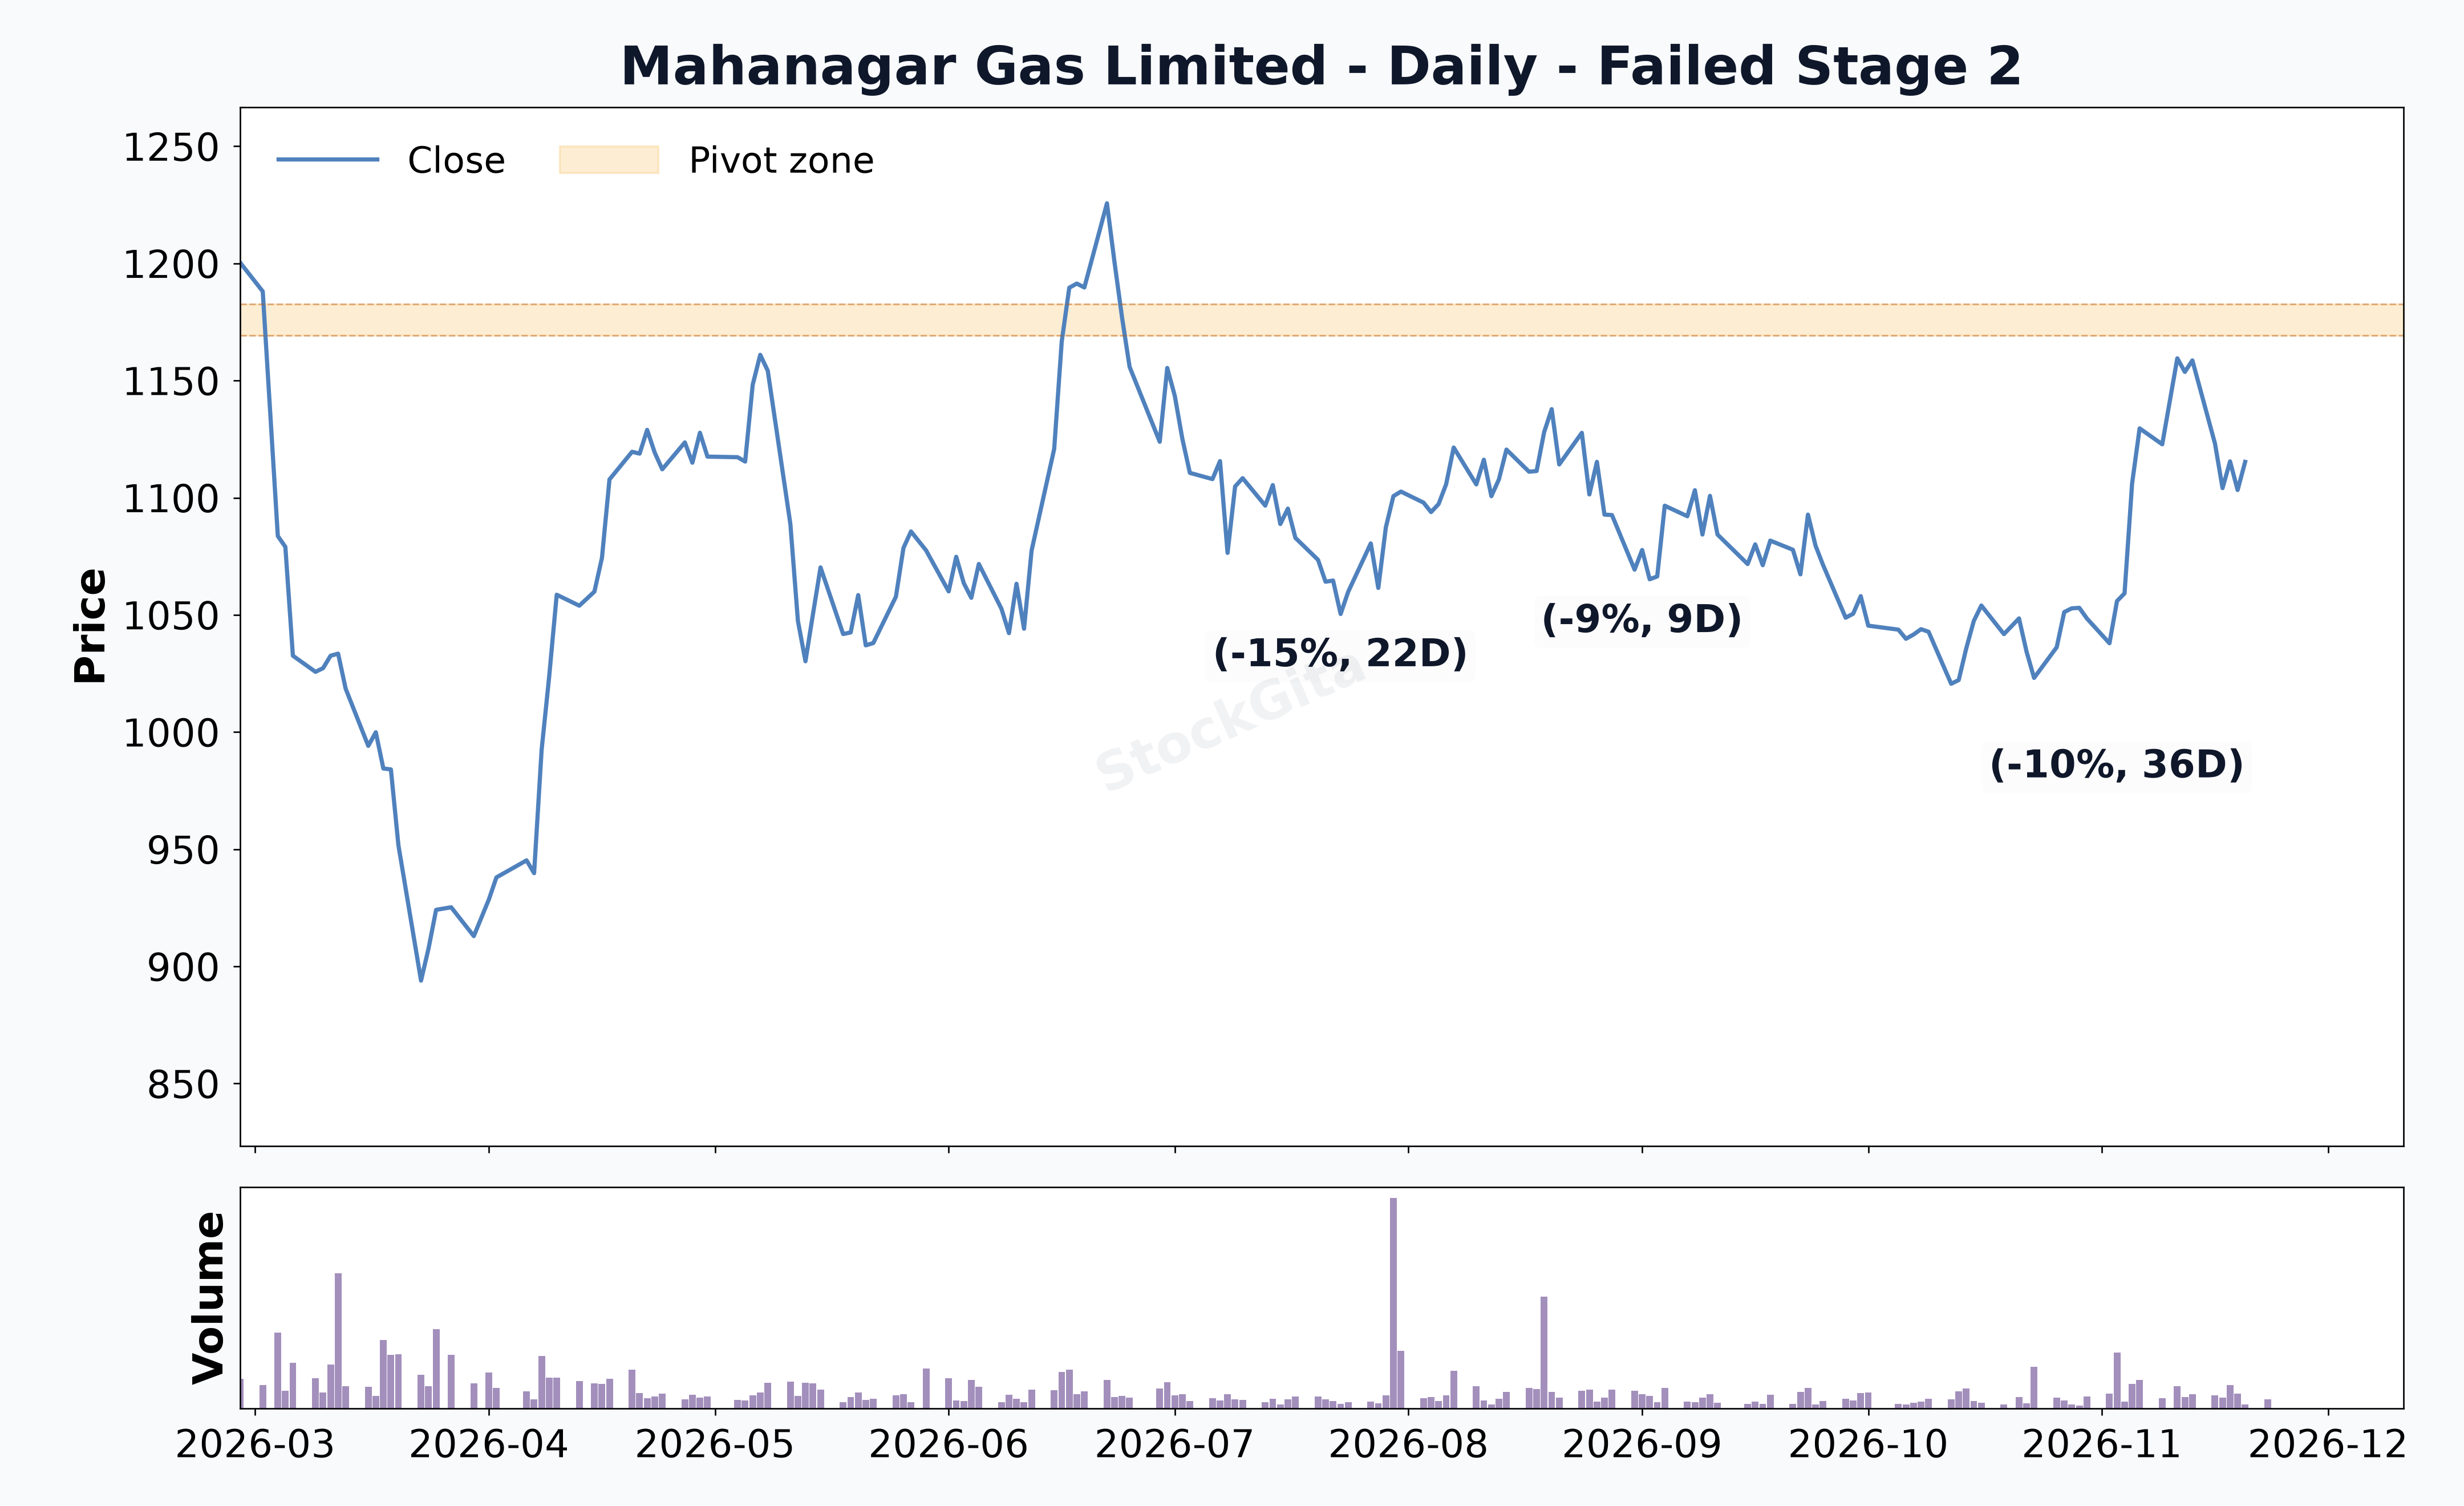 Mahanagar Gas Limited - Daily - Failed Stage 2
Close
Pivot zone
1250
1200
1150
1100
1050
1000
950
900
850
Price
(-15%, 22D)
(-9%, 9D)
(-10%, 36D)
StockGita
Volume
2026-03
2026-04
2026-05
2026-06
2026-07
2026-08
2026-09
2026-10
2026-11
2026-12